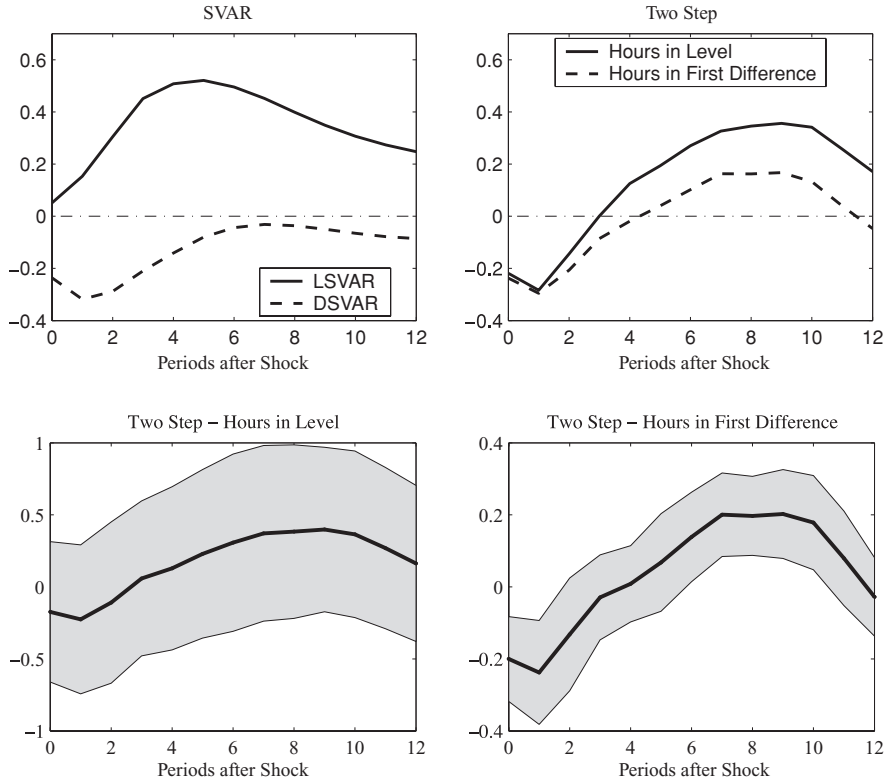 SVAR
0.6
0.4
0.2
0
−0.2
−0.4
LSVAR
DSVAR
0 2 4 6 8 10 12
Periods after Shock
Two Step
0.6
0.4
0.2
0
−0.2
−0.4
Hours in Level
Hours in First Difference
0 2 4 6 8 10 12
Periods after Shock
Two Step − Hours in Level
1
0.5
0
−0.5
−1
0 2 4 6 8 10 12
Periods after Shock
Two Step − Hours in First Difference
0.4
0.2
0
−0.2
−0.4
0 2 4 6 8 10 12
Periods after Shock